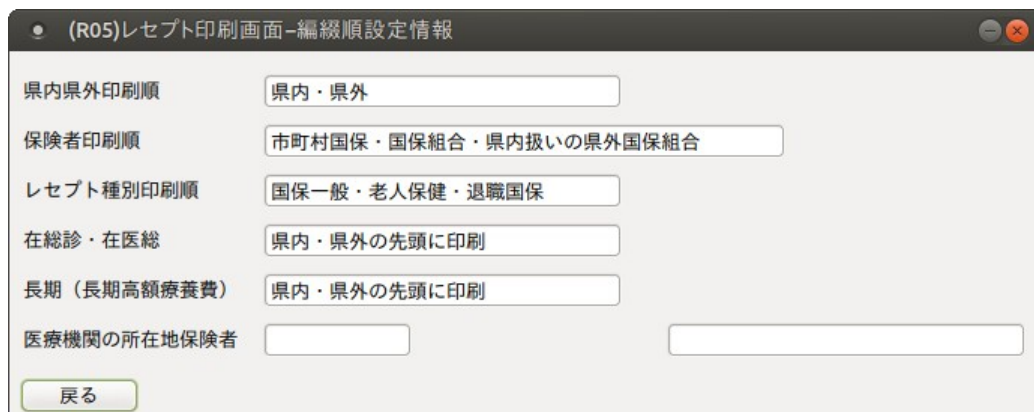 (R05)レセプト印刷画面–編綴順設定情報
県内県外印刷順 県内・県外
保険者印刷順 市町村国保・国保組合・県内扱いの県外国保組合
レセプト種別印刷順 国保一般・老人保健・退職国保
在総診・在医総 県内・県外の先頭に印刷
長期（長期高額療養費） 県内・県外の先頭に印刷
医療機関の所在地保険者
戻る